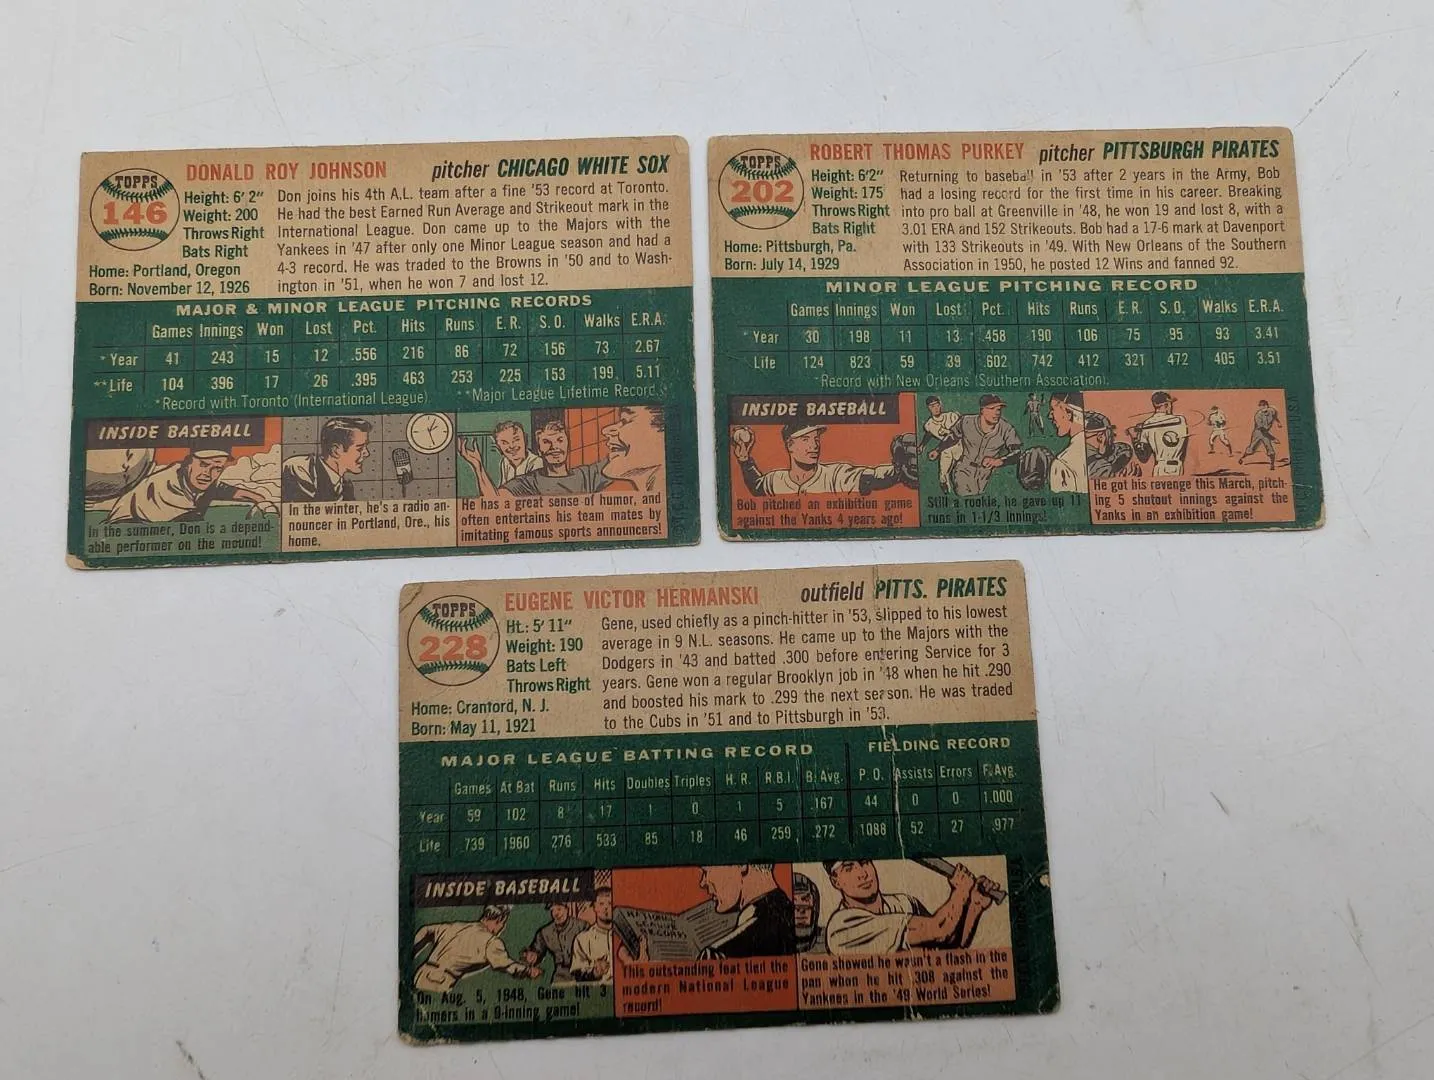 TOPPS
146
DONALD ROY JOHNSON
pitcher CHICAGO WHITE SOX
Height: 6' 2"
Weight: 200
Throws Right
Bats Right
Home: Portland, Oregon
Born: November 12, 1926
Don joins his 4th A.L. team after a fine '53 record at Toronto.
He had the best Earned Run Average and Strikeout mark in the
International League. Don came up to the Majors with the
Yankees in '47 after only one Minor League season and had a
4-3 record. He was traded to the Browns in '50 and to Wash-
ington in '51, when he won 7 and lost 12.
MAJOR & MINOR LEAGUE PITCHING RECORDS
Games Innings Won Lost Pct. Hits Runs E.R. S.O. Walks E.R.A.
*Year 41 243 15 12 .556 216 86 72 156 73 2.67
**Life 104 396 17 26 .395 463 253 225 153 199 5.11
*Record with Toronto (International League) **Major League Lifetime Record
INSIDE BASEBALL
In the summer, Don is a depend-
able performer on the mound!
In the winter, he's a radio an-
nouncer in Portland, Ore., his
home.
He has a great sense of humor, and
often entertains his team mates by
imitating famous sports announcers!
TOPPS
202
ROBERT THOMAS PURKEY
pitcher PITTSBURGH PIRATES
Height: 6'2"
Weight: 175
Throws Right
Bats Right
Home: Pittsburgh, Pa.
Born: July 14, 1929
Returning to baseball in '53 after 2 years in the Army, Bob
had a losing record for the first time in his career. Breaking
into pro ball at Greenville in '48, he won 19 and lost 8, with a
3.01 ERA and 152 Strikeouts. Bob had a 17-6 mark at Davenport
with 133 Strikeouts in '49. With New Orleans of the Southern
Association in 1950, he posted 12 Wins and fanned 92.
MINOR LEAGUE PITCHING RECORD
Games Innings Won Lost Pct. Hits Runs E.R. S.O. Walks E.R.A.
*Year 30 198 11 13 .458 190 106 75 95 93 3.41
Life 124 823 59 39 .602 742 412 321 472 405 3.51
*Record with New Orleans (Southern Association).
INSIDE BASEBALL
Bob pitched an exhibition game
against the Yanks 4 years ago!
Still a rookie, he gave up 11
runs in 1-1/3 innings!
He got his revenge this March, pitch-
ing 5 shutout innings against the
Yanks in an exhibition game!
TOPPS
228
EUGENE VICTOR HERMANSKI
outfield PITTS. PIRATES
Ht.: 5' 11"
Weight: 190
Bats Left
Throws Right
Home: Cranford, N. J.
Born: May 11, 1921
Gene, used chiefly as a pinch-hitter in '53, slipped to his lowest
average in 9 N.L. seasons. He came up to the Majors with the
Dodgers in '43 and batted .300 before entering Service for 3
years. Gene won a regular Brooklyn job in '48 when he hit .290
and boosted his mark to .299 the next season. He was traded
to the Cubs in '51 and to Pittsburgh in '53.
MAJOR LEAGUE BATTING RECORD FIELDING RECORD
Games At Bat Runs Hits Doubles Triples H.R. R.B.I. B. Avg. P.O. Assists Errors F. Avg.
Year 59 102 8 17 1 0 1 5 .167 44 0 0 1.000
Life 739 1960 276 533 85 18 46 259 .272 1088 52 27 .977
INSIDE BASEBALL
On Aug. 5, 1948, Gene hit 3
homers in a 9-inning game!
NATIONAL
LEAGUE
RECORDS
This outstanding feat tied the
modern National League
record!
Gene showed he wasn't a flash in the
pan when he hit .308 against the
Yankees in the '49 World Series!